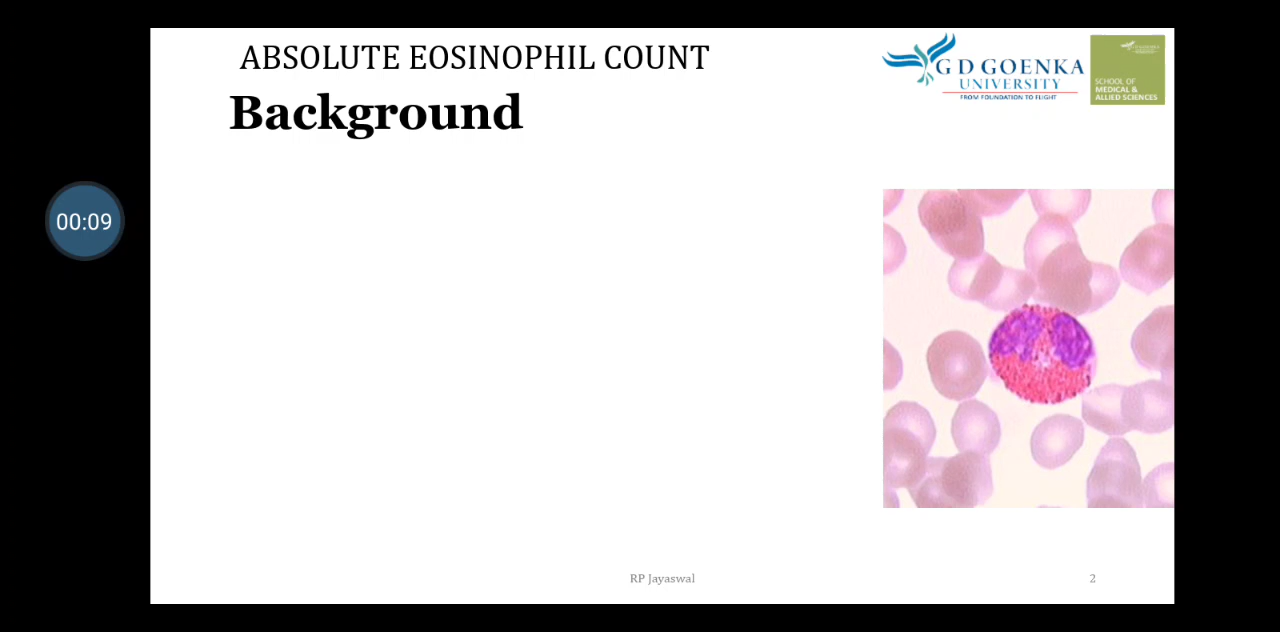 ABSOLUTE EOSINOPHIL COUNT
Background
G D GOENKA
UNIVERSITY
FROM FOUNDATION TO FLIGHT
SCHOOL OF
MEDICAL &
ALLIED SCIENCES
00:09
RP Jayaswal
2